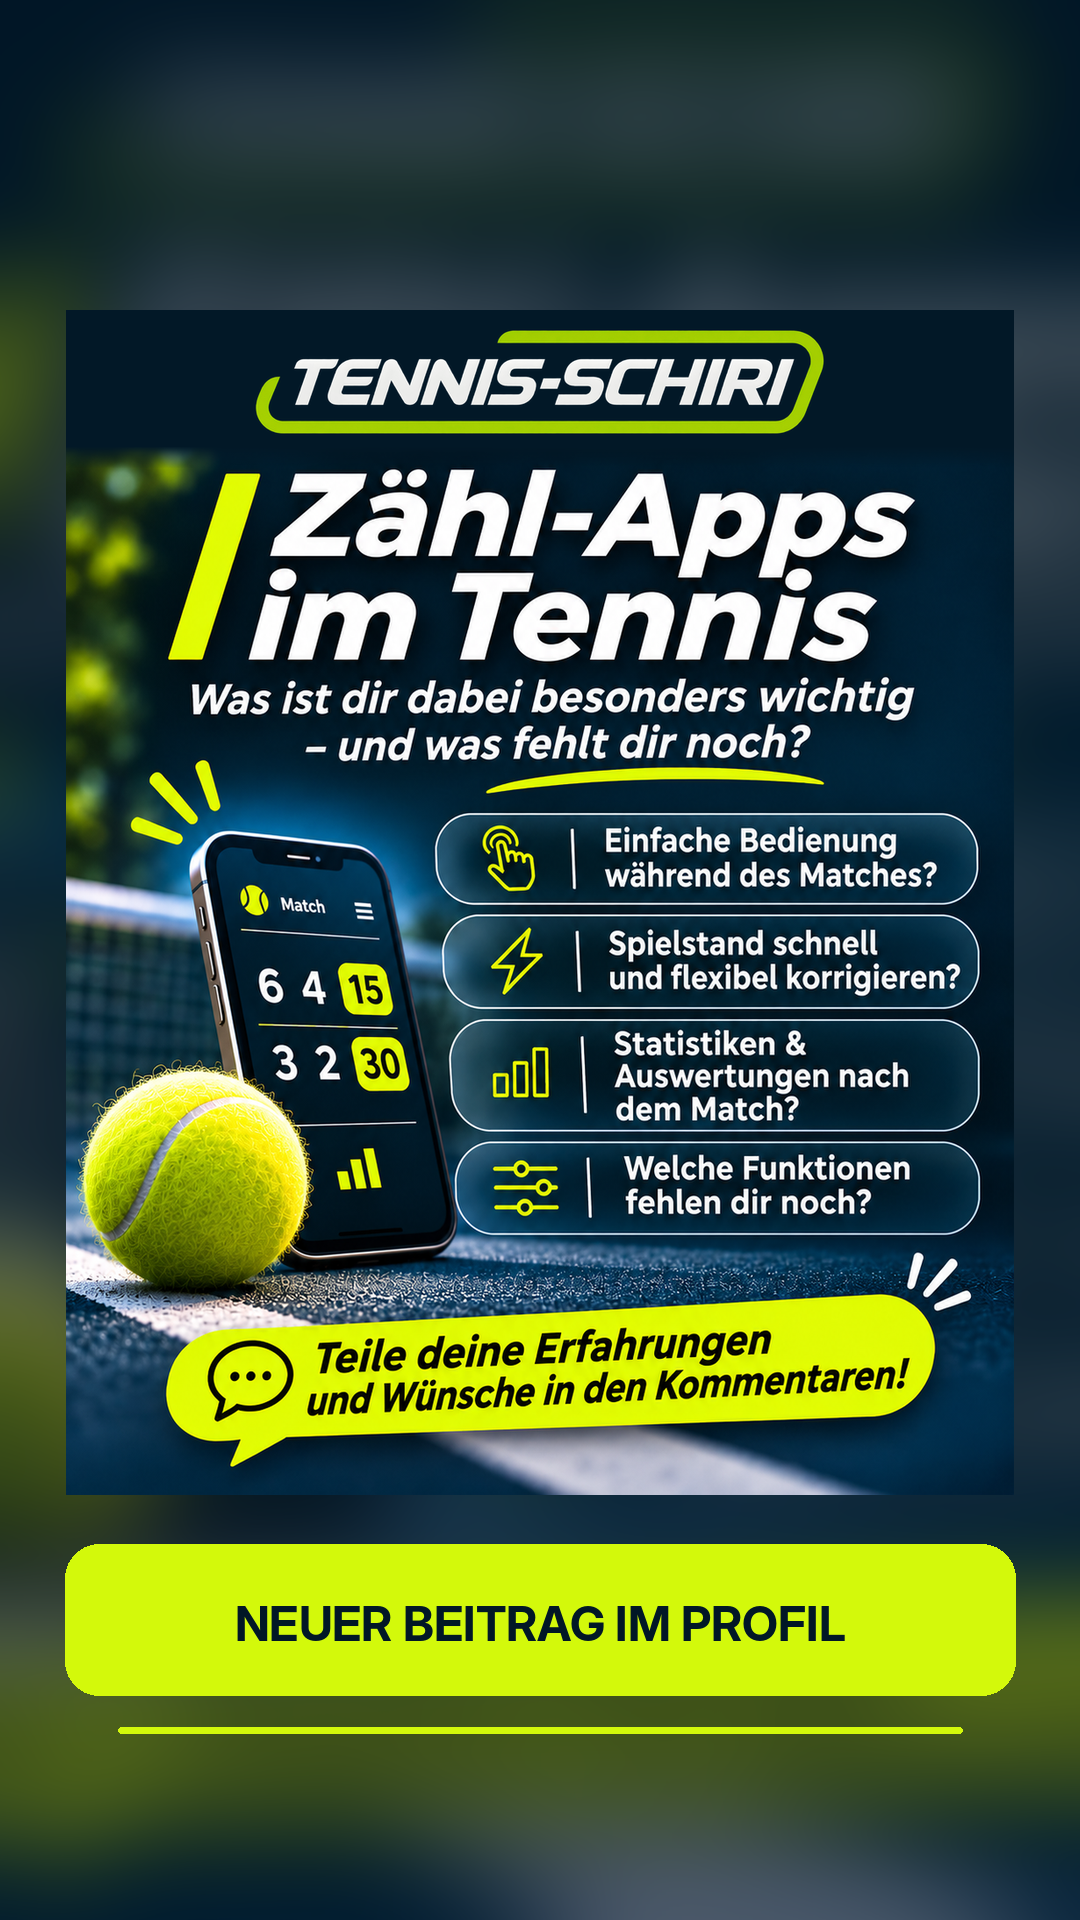 TENNIS-SCHIRI
Zähl-Apps
im Tennis
Was ist dir dabei besonders wichtig
– und was fehlt dir noch?
Match
6 4 15
3 2 30
Einfache Bedienung
während des Matches?
Spielstand schnell
und flexibel korrigieren?
Statistiken &
Auswertungen nach
dem Match?
Welche Funktionen
fehlen dir noch?
Teile deine Erfahrungen
und Wünsche in den Kommentaren!
NEUER BEITRAG IM PROFIL